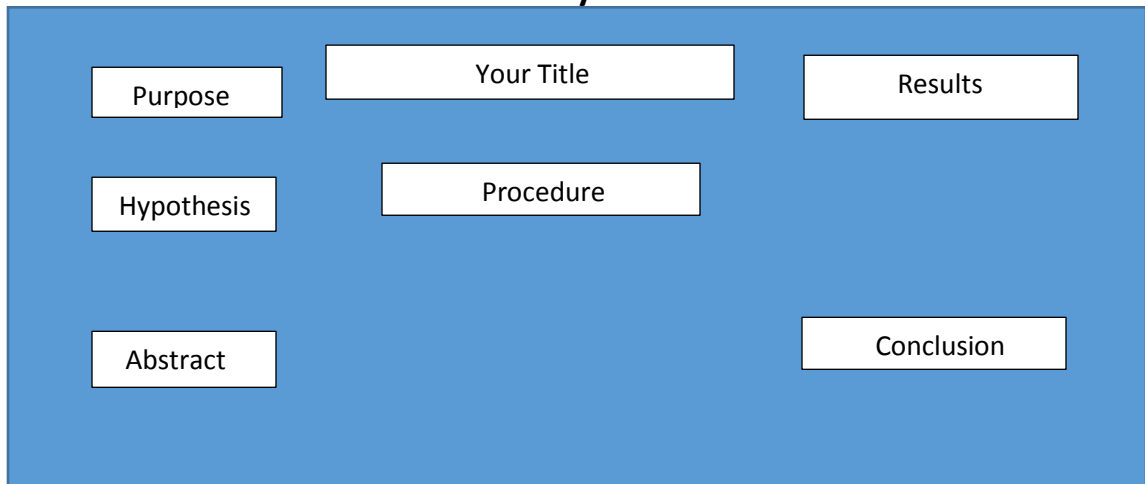 Your Title
Purpose
Results
Hypothesis
Procedure
Abstract
Conclusion